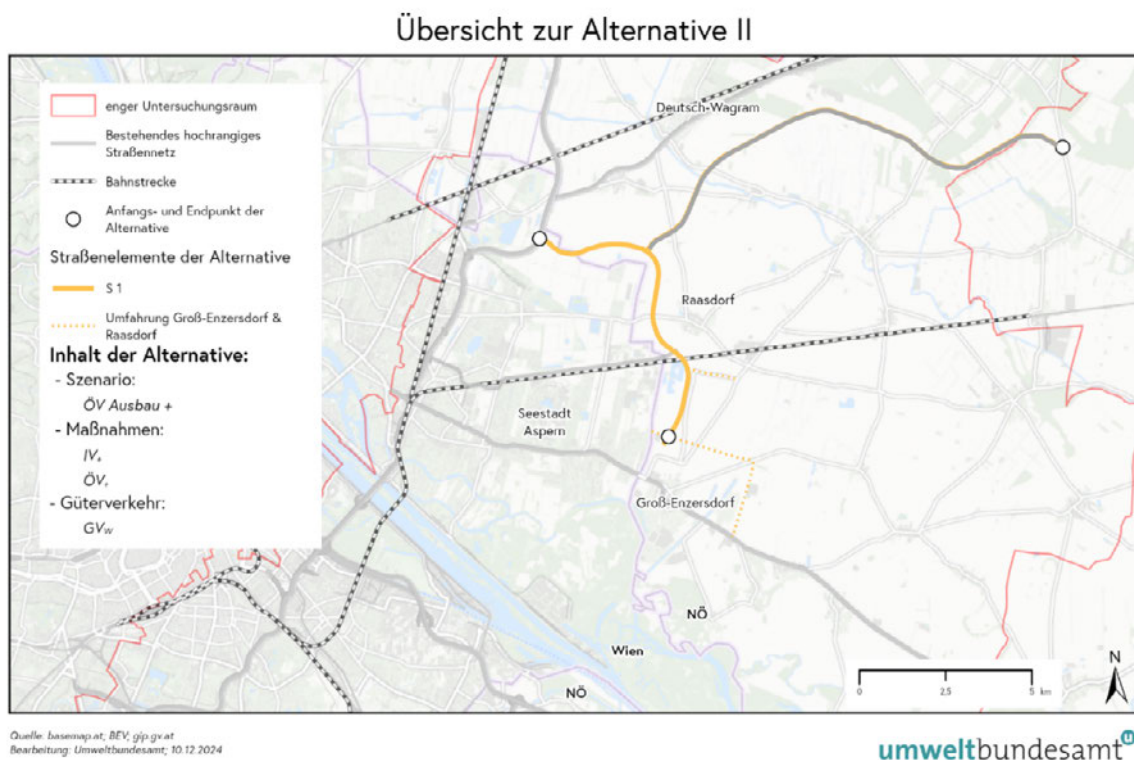 Übersicht zur Alternative II
enger Untersuchungsraum
Bestehendes hochrangiges
Straßennetz
Bahnstrecke
Anfangs- und Endpunkt der
Alternative
Straßenelemente der Alternative
S 1
Umfahrung Groß-Enzersdorf &
Raasdorf
Inhalt der Alternative:
- Szenario:
ÖV Ausbau +
- Maßnahmen:
IV
ÖV
- Güterverkehr:
GVw
Deutsch-Wagram
Raasdorf
Seestadt
Aspern
Groß-Enzersdorf
NÖ
Wien
NÖ
N
0 2,5 5 km
Quelle: basemap.at; BEV; gip.gv.at
Bearbeitung: Umweltbundesamt; 10.12.2024
umweltbundesamt u